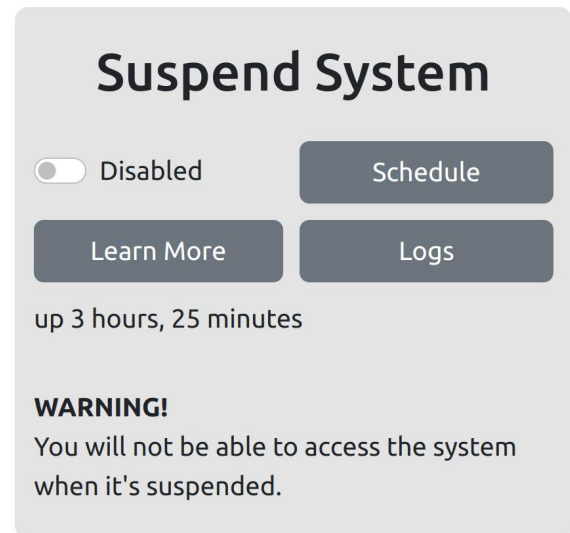 Suspend System
Disabled
Schedule
Learn More
Logs
up 3 hours, 25 minutes
WARNING!
You will not be able to access the system
when it's suspended.